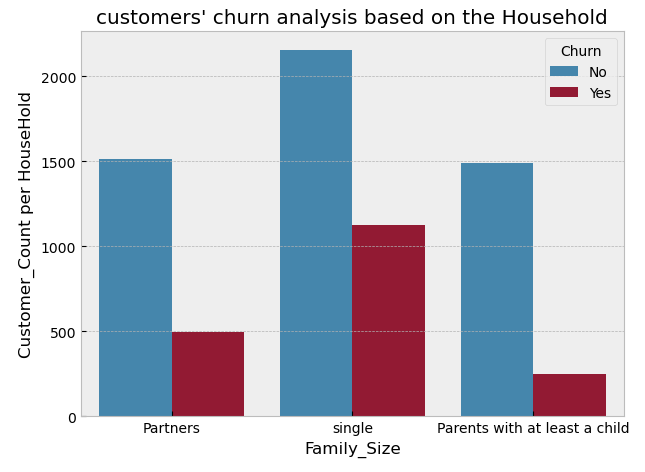 customers' churn analysis based on the Household
Churn
No
Yes
2000
1500
1000
500
0
Customer_Count per HouseHold
Partners
single
Parents with at least a child
Family_Size